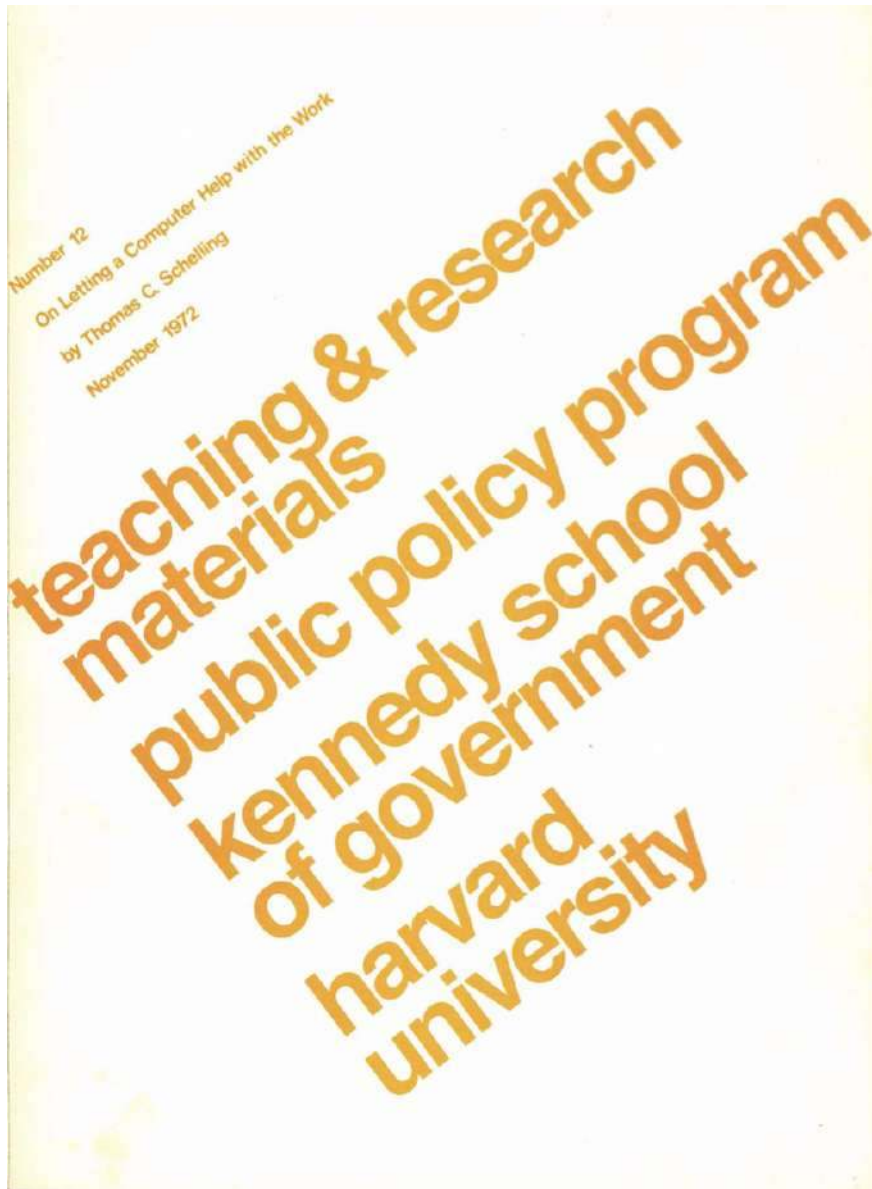 Number 12
On Letting a Computer Help with the Work
by Thomas C. Schelling
November 1972
teaching & research
materials
public policy program
kennedy school
of government
harvard
university